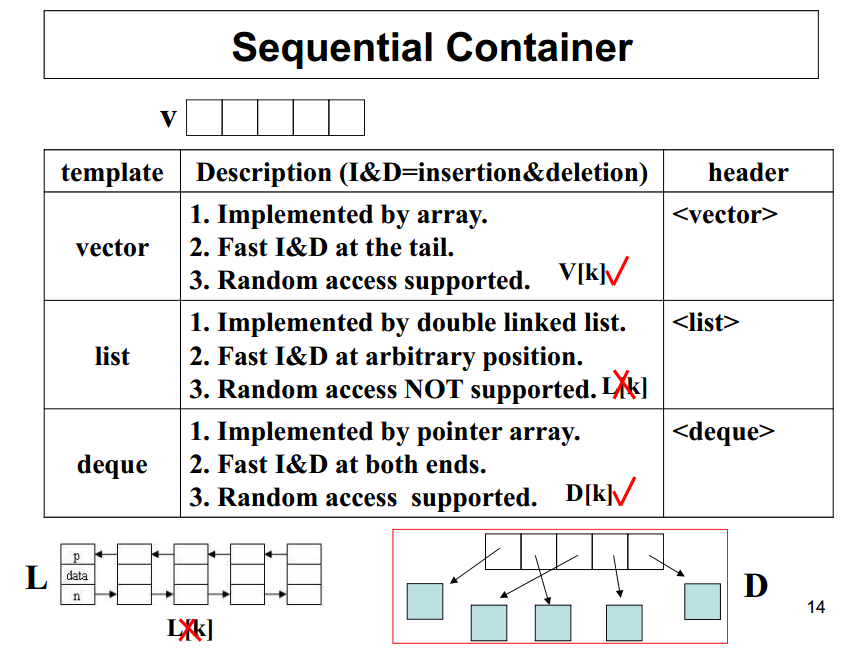 Sequential Container
v
template Description (I&D=insertion&deletion) header
vector
1. Implemented by array.
2. Fast I&D at the tail.
3. Random access supported. V[k]
<vector>
list
1. Implemented by double linked list.
2. Fast I&D at arbitrary position.
3. Random access NOT supported. L[k]
<list>
deque
1. Implemented by pointer array.
2. Fast I&D at both ends.
3. Random access supported. D[k]
<deque>
L
p
data
n
L[k]
D
14